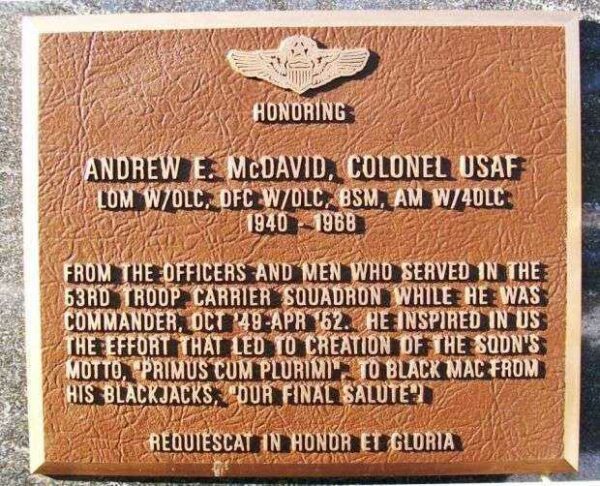 HONORING
ANDREW E. McDAVID, COLONEL USAF
LOM W/OLC, DFC W/OLC, BSM, AM W/4OLC
1940 - 1968
FROM THE OFFICERS AND MEN WHO SERVED IN THE
53RD TROOP CARRIER SQUADRON WHILE HE WAS
COMMANDER, OCT '49-APR '52. HE INSPIRED IN US
THE EFFORT THAT LED TO CREATION OF THE SQDN'S
MOTTO, "PRIMUS CUM PLURIMI". TO BLACK MAC FROM
HIS BLACKJACKS, "OUR FINAL SALUTE"!
REQUIESCAT IN HONOR ET GLORIA